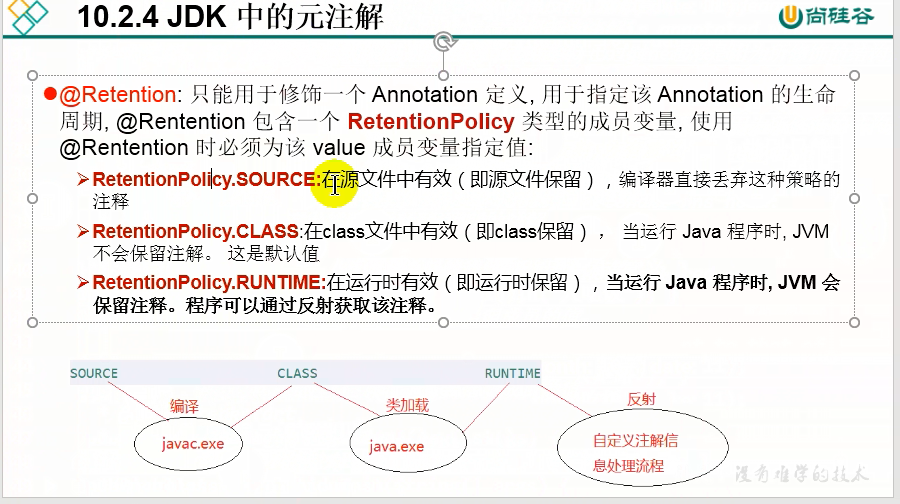 10.2.4 JDK 中的元注解
尚硅谷
@Retention: 只能用于修饰一个 Annotation 定义, 用于指定该 Annotation 的生命
周期, @Rentention 包含一个 RetentionPolicy 类型的成员变量, 使用
@Rentention 时必须为该 value 成员变量指定值:
RetentionPolicy.SOURCE:在源文件中有效（即源文件保留），编译器直接丢弃这种策略的
注释
RetentionPolicy.CLASS:在class文件中有效（即class保留）， 当运行 Java 程序时, JVM
不会保留注解。 这是默认值
RetentionPolicy.RUNTIME:在运行时有效（即运行时保留），当运行 Java 程序时, JVM 会
保留注释。程序可以通过反射获取该注释。
SOURCE CLASS RUNTIME
编译 类加载 反射
javac.exe java.exe 自定义注解信
息处理流程
没有难学的技术